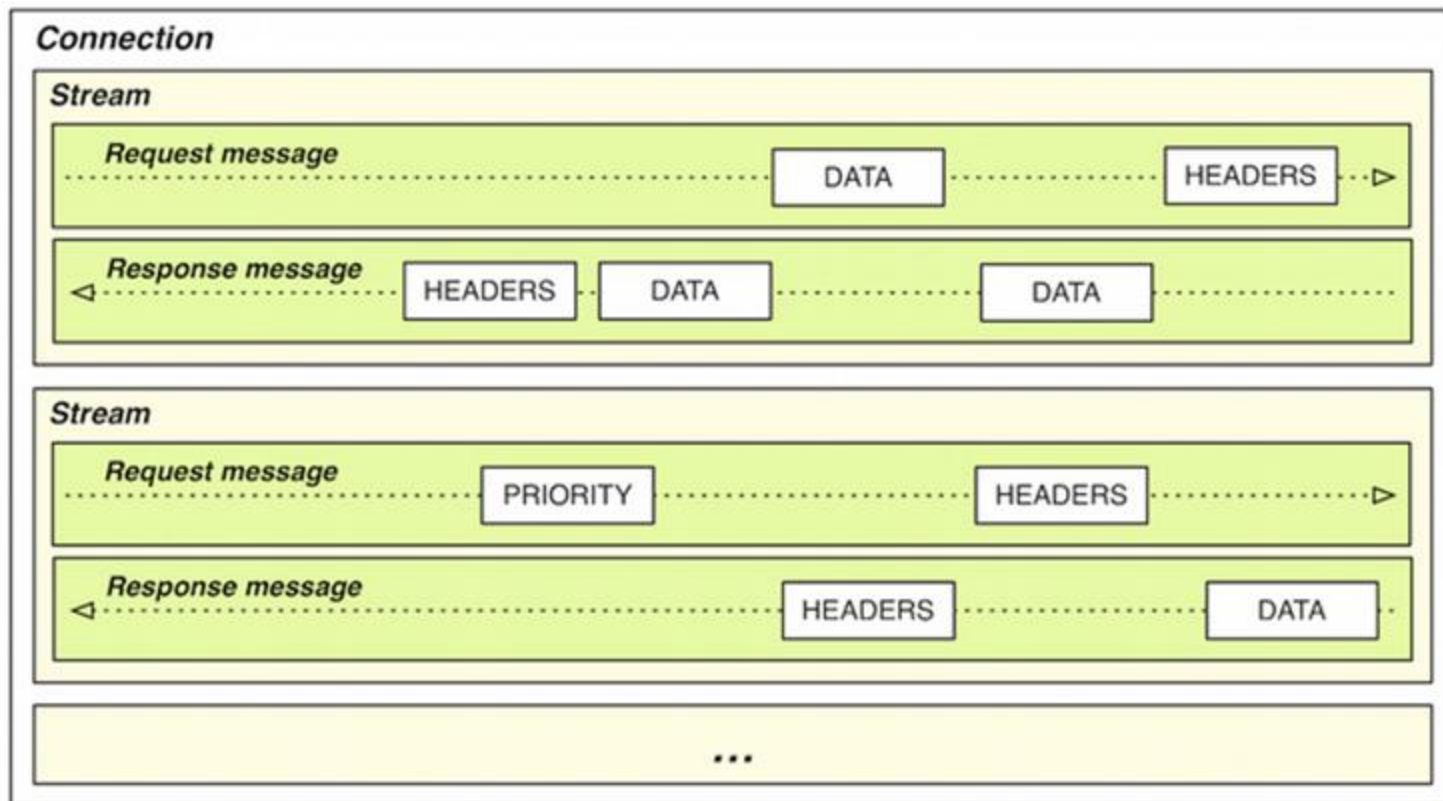 Connection
Stream
Request message
DATA HEADERS
Response message
HEADERS DATA DATA
Stream
Request message
PRIORITY HEADERS
Response message
HEADERS DATA
...